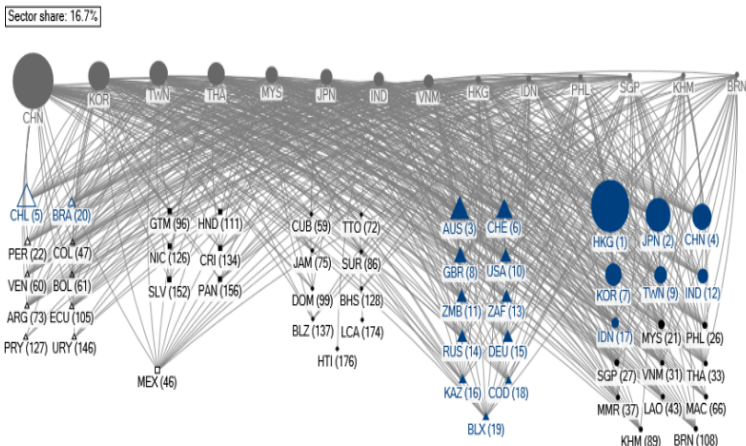 Sector share: 16.7%
CHN KOR TWN THA MYS JPN IND VNM HKG IDN PHL SGP KHM BRN
CHL (5) BRA (20)
PER (22) COL (47)
VEN (60) BOL (61)
ARG (73) ECU (105)
PRY (127) URY (146)
GTM (96) HND (111)
NIC (126) CRI (134)
SLV (152) PAN (156)
MEX (46)
CUB (59) TTO (72)
JAM (75) SUR (86)
DOM (99) BHS (128)
BLZ (137) LCA (174)
HTI (176)
AUS (3) CHE (6)
GBR (8) USA (10)
ZMB (11) ZAF (13)
RUS (14) DEU (15)
KAZ (16) COD (18)
BLX (19)
HKG (1) JPN (2) CHN (4)
KOR (7) TWN (9) IND (12)
IDN (17) MYS (21) PHL (26)
SGP (27) VNM (31) THA (33)
MMR (37) LAO (43) MAC (66)
KHM (89) BRN (108)